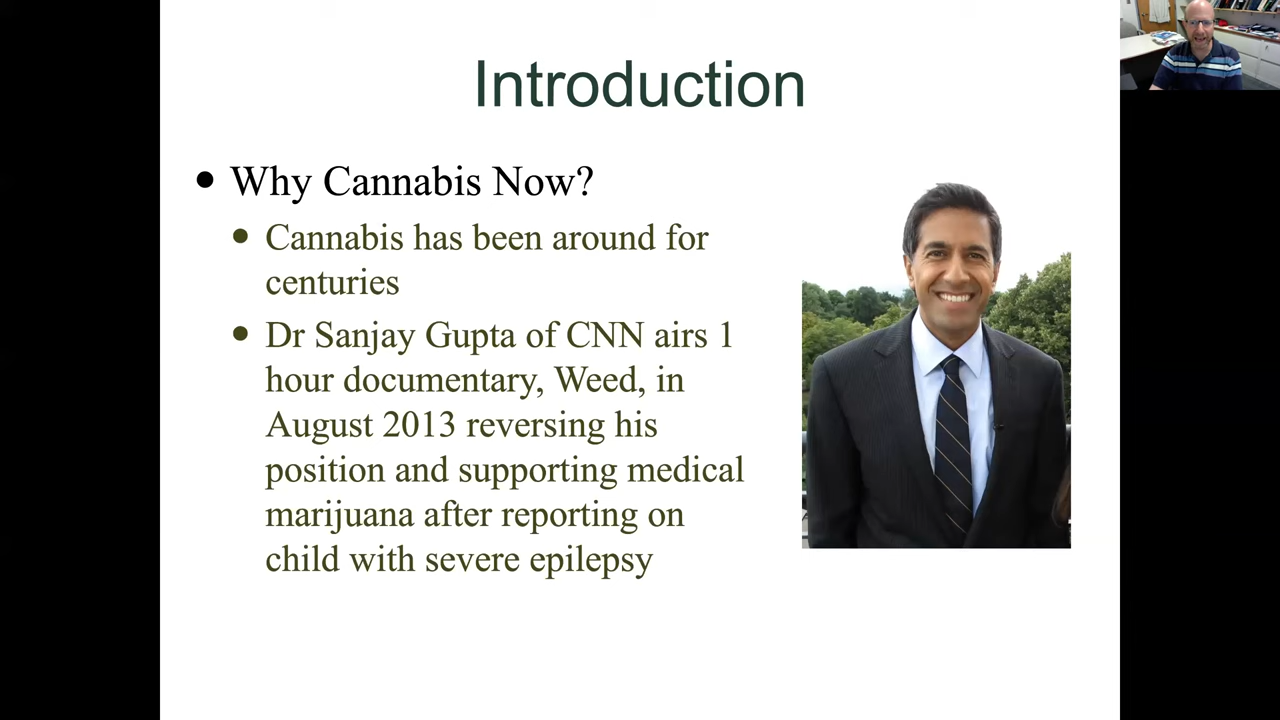 Introduction
Why Cannabis Now?
Cannabis has been around for
centuries
Dr Sanjay Gupta of CNN airs 1
hour documentary, Weed, in
August 2013 reversing his
position and supporting medical
marijuana after reporting on
child with severe epilepsy